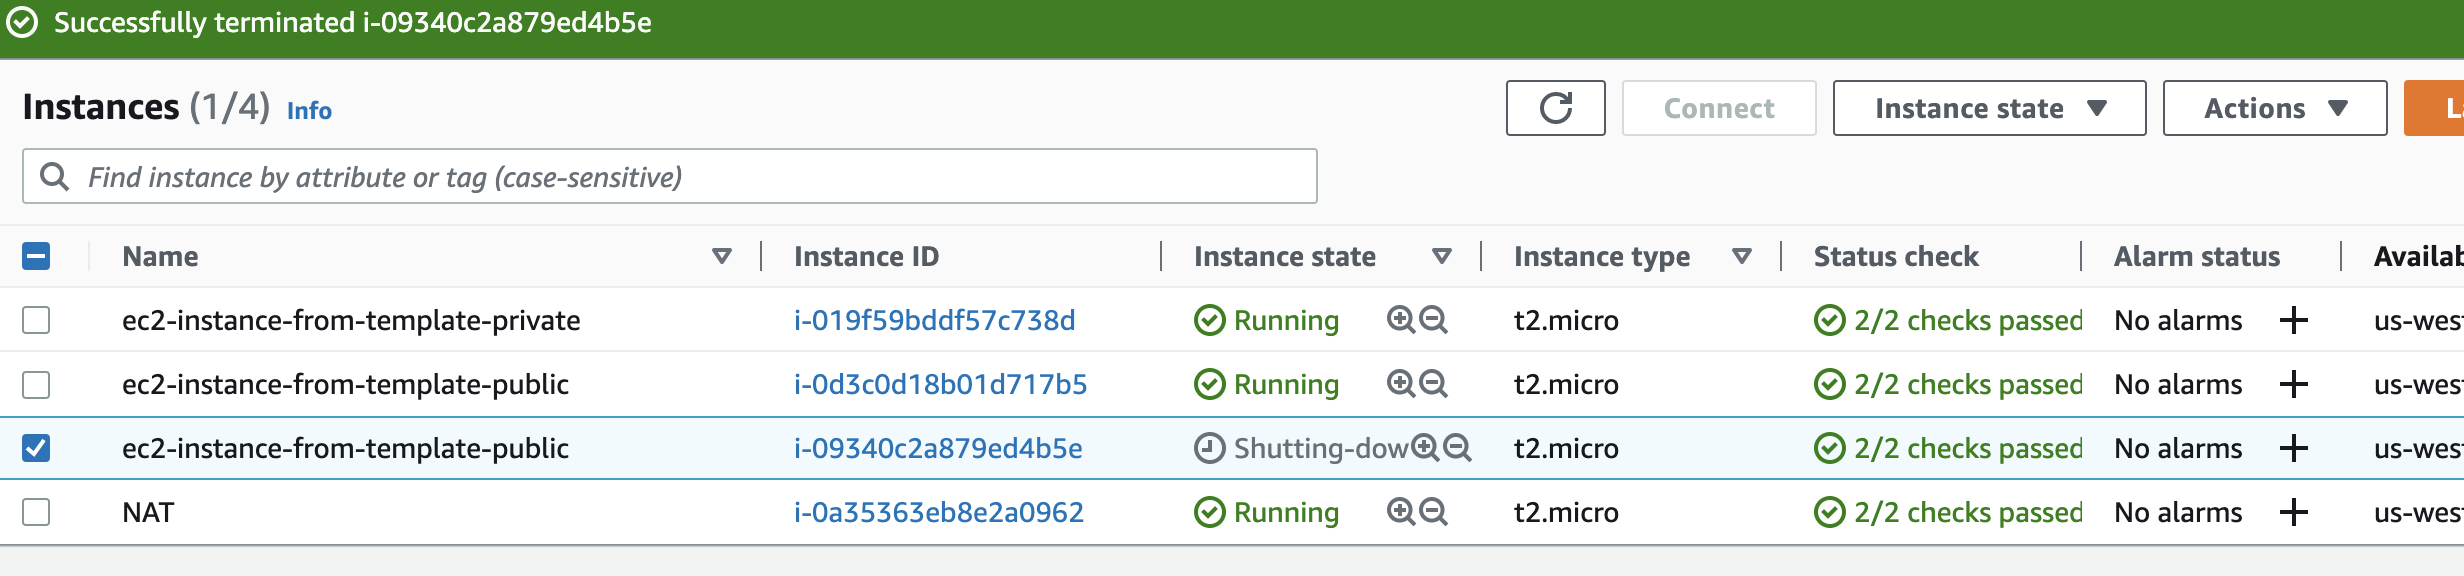 Successfully terminated i-09340c2a879ed4b5e
Instances (1/4) Info
Connect
Instance state
Actions
Find instance by attribute or tag (case-sensitive)
Name Instance ID Instance state Instance type Status check Alarm status Availab
ec2-instance-from-template-private i-019f59bddf57c738d Running t2.micro 2/2 checks passed No alarms us-wes
ec2-instance-from-template-public i-0d3c0d18b01d717b5 Running t2.micro 2/2 checks passed No alarms us-wes
ec2-instance-from-template-public i-09340c2a879ed4b5e Shutting-dow t2.micro 2/2 checks passed No alarms us-wes
NAT i-0a35363eb8e2a0962 Running t2.micro 2/2 checks passed No alarms us-wes